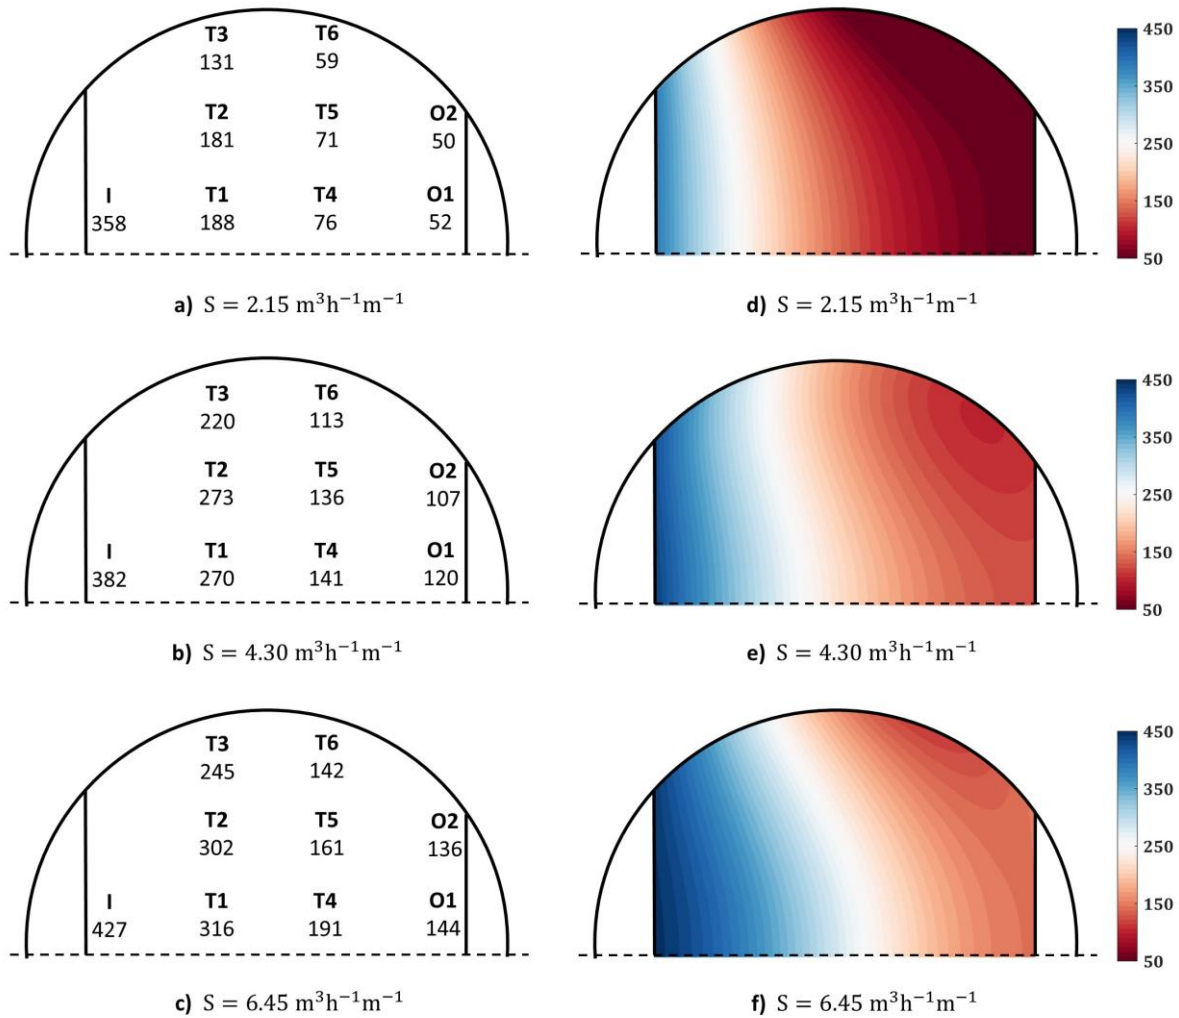 T3 T6
131 59
T2 T5 O2
181 71 50
I T1 T4 O1
358 188 76 52
a) S = 2.15 m³h⁻¹m⁻¹
450
350
250
150
50
d) S = 2.15 m³h⁻¹m⁻¹
T3 T6
220 113
T2 T5 O2
273 136 107
I T1 T4 O1
382 270 141 120
b) S = 4.30 m³h⁻¹m⁻¹
450
350
250
150
50
e) S = 4.30 m³h⁻¹m⁻¹
T3 T6
245 142
T2 T5 O2
302 161 136
I T1 T4 O1
427 316 191 144
c) S = 6.45 m³h⁻¹m⁻¹
450
350
250
150
50
f) S = 6.45 m³h⁻¹m⁻¹